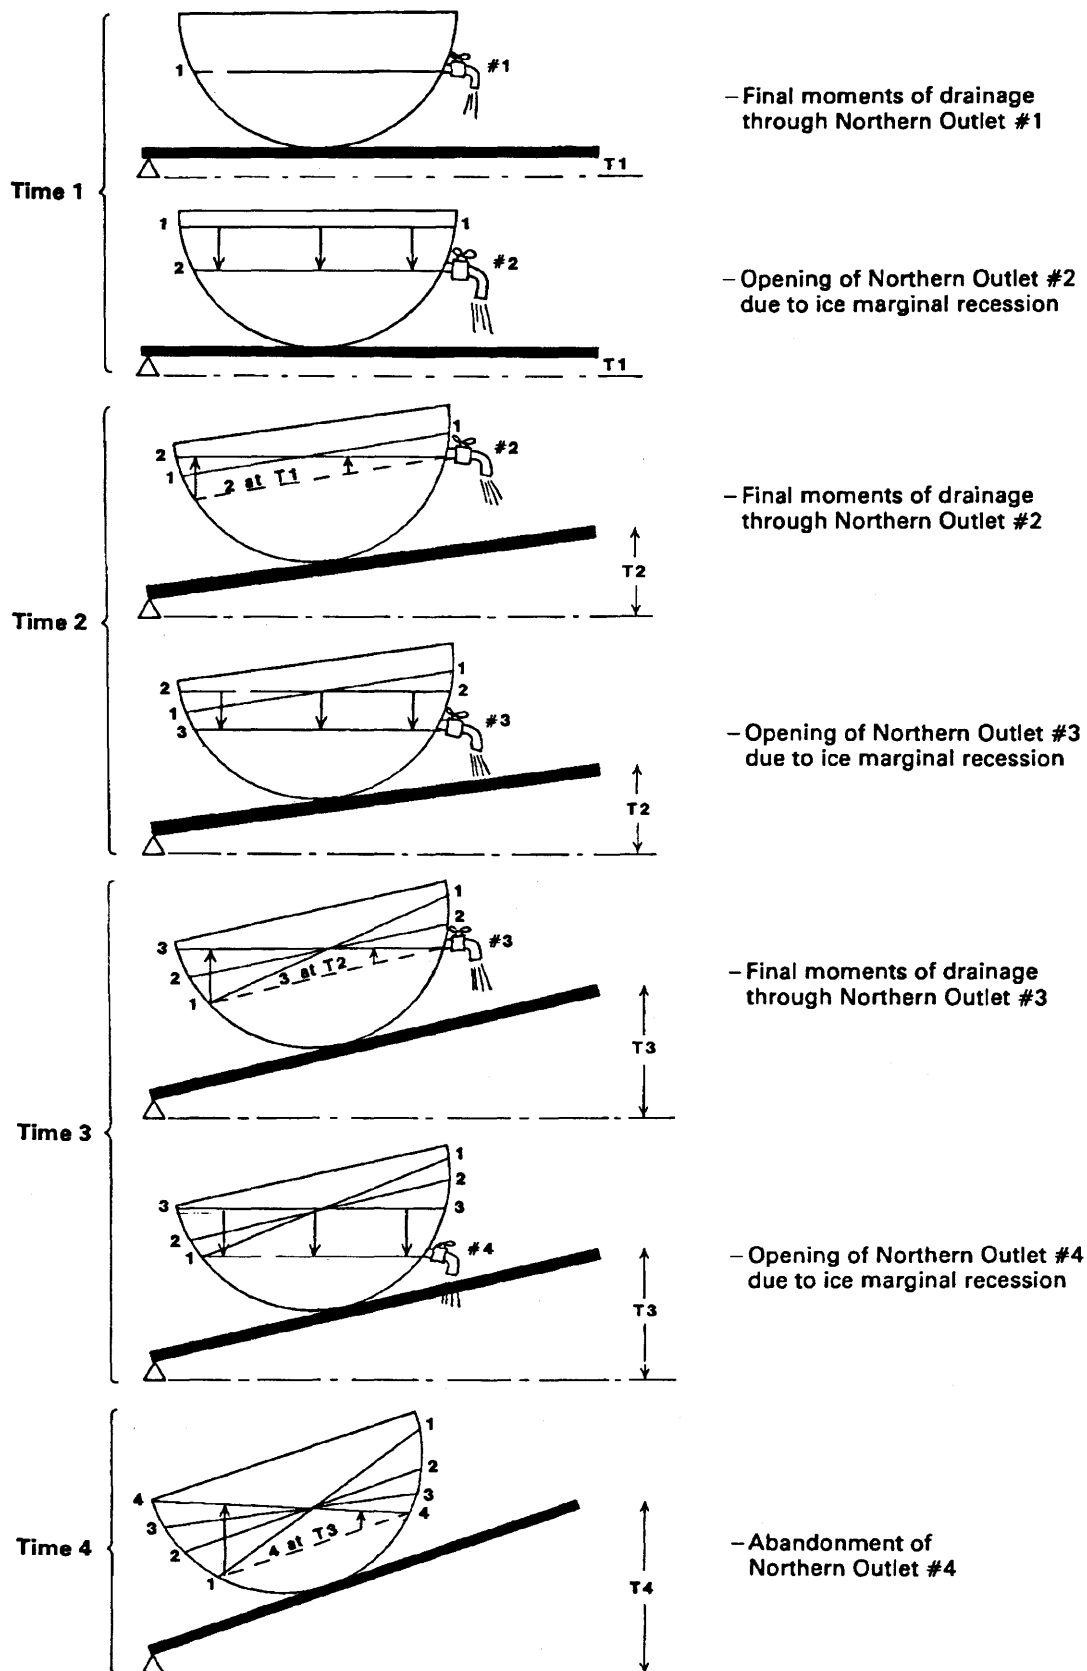 Time 1
1
#1
– Final moments of drainage
through Northern Outlet #1
T1
1
1
2
#2
– Opening of Northern Outlet #2
due to ice marginal recession
T1
Time 2
1
2
#2
1
2 at T1
– Final moments of drainage
through Northern Outlet #2
T2
1
2
2
1
3
#3
– Opening of Northern Outlet #3
due to ice marginal recession
T2
Time 3
1
2
3
#3
2
1
3 at T2
– Final moments of drainage
through Northern Outlet #3
T3
1
2
3
3
2
1
#4
– Opening of Northern Outlet #4
due to ice marginal recession
T3
Time 4
1
2
4
3
3
4
2
1
4 at T3
– Abandonment of
Northern Outlet #4
T4